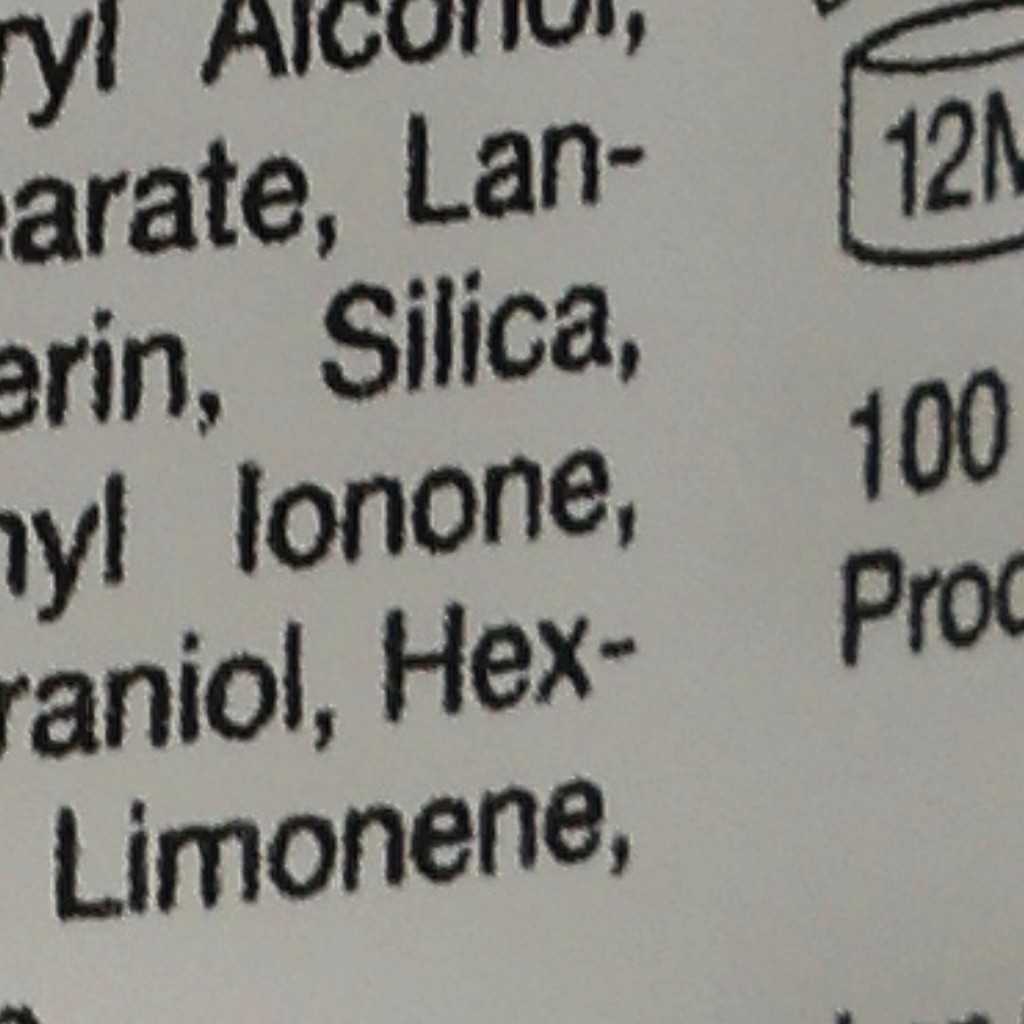 ryl Alcohol,
earate, Lan-
erin, Silica,
nyl Ionone,
raniol, Hex-
Limonene,
12M
100
Proc